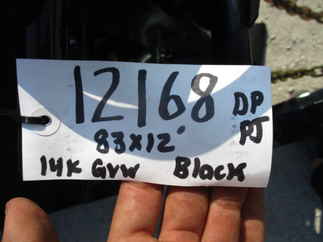 12168 DP
83x12' PJ
14K GVW Black